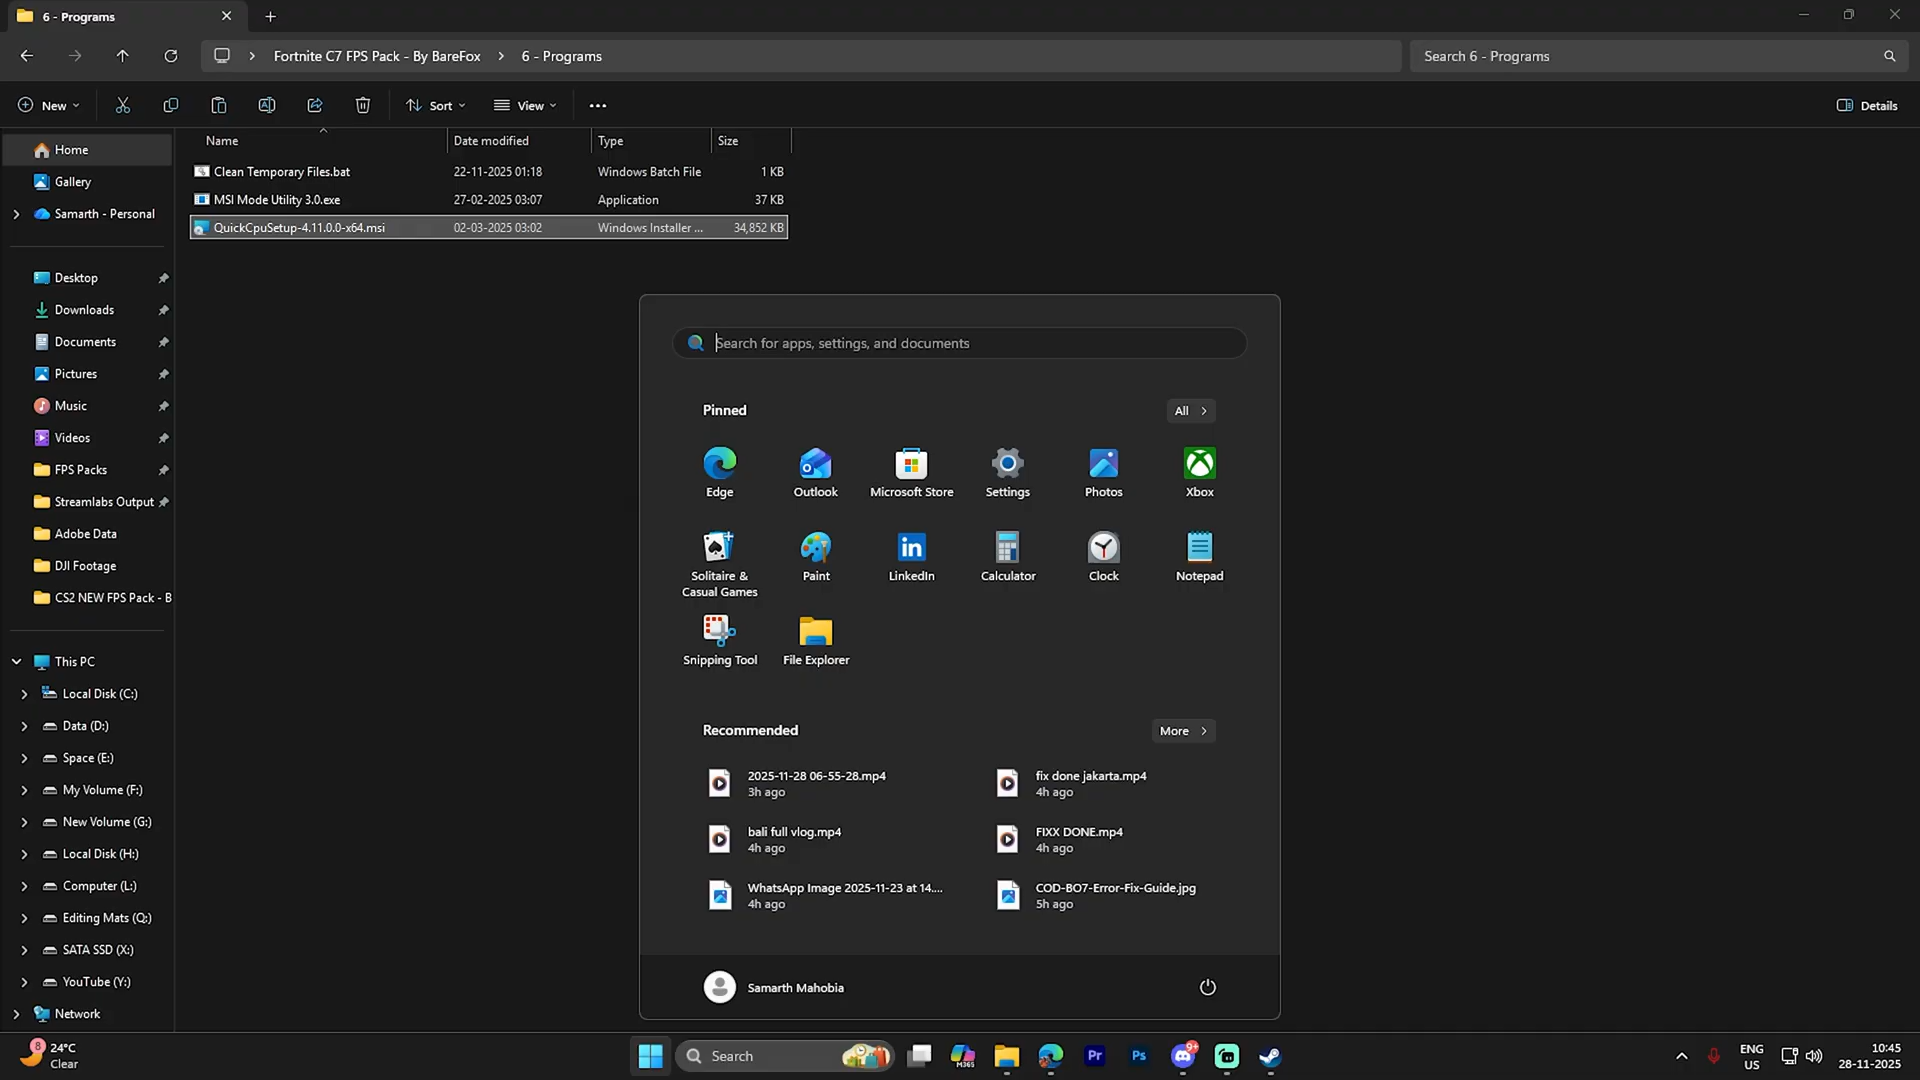 6 - Programs
Fortnite C7 FPS Pack - By BareFox
6 - Programs
Search 6 - Programs
New
Sort
View
Details
Name
Date modified
Type
Size
Clean Temporary Files.bat
22-11-2025 01:18
Windows Batch File
1 KB
MSI Mode Utility 3.0.exe
27-02-2025 03:07
Application
37 KB
QuickCpuSetup-4.11.0.0-x64.msi
02-03-2025 03:02
Windows Installer ...
34,852 KB
Home
Gallery
Samarth - Personal
Desktop
Downloads
Documents
Pictures
Music
Videos
FPS Packs
Streamlabs Output
Adobe Data
DJI Footage
CS2 NEW FPS Pack - B
This PC
Local Disk (C:)
Data (D:)
Space (E:)
My Volume (F:)
New Volume (G:)
Local Disk (H:)
Computer (L:)
Editing Mats (Q:)
SATA SSD (X:)
YouTube (Y:)
Network
Search for apps, settings, and documents
Pinned
All
Edge
Outlook
Microsoft Store
Settings
Photos
Xbox
Solitaire &
Casual Games
Paint
LinkedIn
Calculator
Clock
Notepad
Snipping Tool
File Explorer
Recommended
More
2025-11-28 06-55-28.mp4
3h ago
fix done jakarta.mp4
4h ago
bali full vlog.mp4
4h ago
FIXX DONE.mp4
4h ago
WhatsApp Image 2025-11-23 at 14....
4h ago
COD-BO7-Error-Fix-Guide.jpg
5h ago
Samarth Mahobia
8
24°C
Clear
Search
M365
Pr
Ps
9+
ENG
US
10:45
28-11-2025